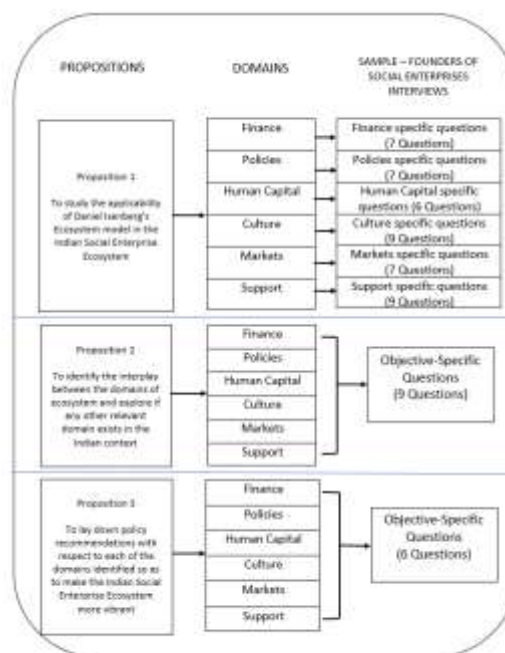 PROPOSITIONS
DOMAINS
SAMPLE – FOUNDERS OF
SOCIAL ENTERPRISES
INTERVIEWS
Proposition 1
To study the applicability
of Daniel Isenberg's
Ecosystem model in the
Indian Social Enterprise
Ecosystem
Finance
Policies
Human Capital
Culture
Markets
Support
Finance specific questions
(7 Questions)
Policies specific questions
(7 Questions)
Human Capital specific
questions (6 Questions)
Culture specific questions
(9 Questions)
Markets specific questions
(7 Questions)
Support specific questions
(9 Questions)
Proposition 2
To identify the interplay
between the domains of
ecosystem and explore if
any other relevant
domain exists in the
Indian context
Finance
Policies
Human Capital
Culture
Markets
Support
Objective-Specific
Questions
(9 Questions)
Proposition 3
To lay down policy
recommendations with
respect to each of the
domains identified so as
to make the Indian Social
Enterprise Ecosystem
more vibrant
Finance
Policies
Human Capital
Culture
Markets
Support
Objective-Specific
Questions
(6 Questions)